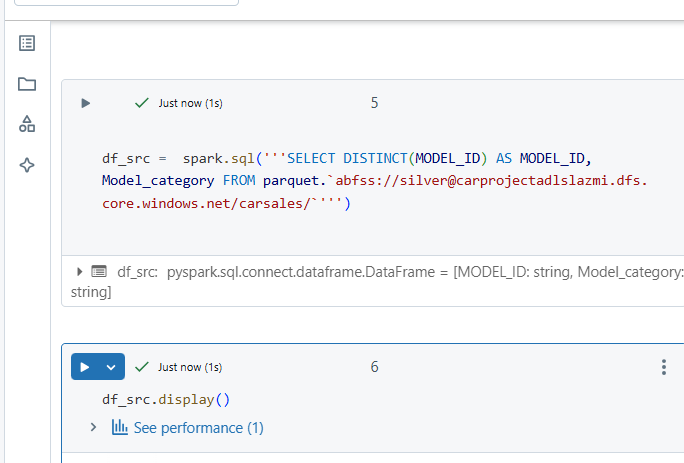 Just now (1s)
5
df_src =  spark.sql('''SELECT DISTINCT(MODEL_ID) AS MODEL_ID,
Model_category FROM parquet.`abfss://silver@carprojectadlslazmi.dfs.
core.windows.net/carsales/`''')
df_src: pyspark.sql.connect.dataframe.DataFrame = [MODEL_ID: string, Model_category:
string]
Just now (1s)
6
df_src.display()
See performance (1)